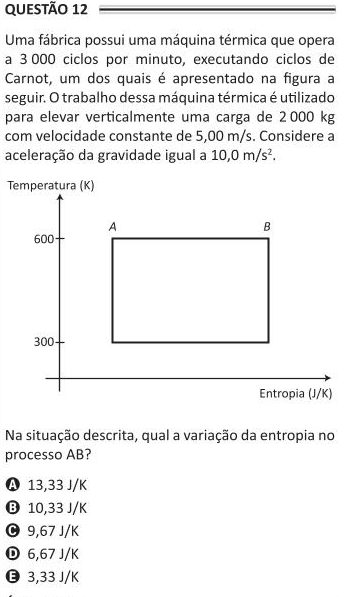 QUESTÃO 12
Uma fábrica possui uma máquina térmica que opera
a 3 000 ciclos por minuto, executando ciclos de
Carnot, um dos quais é apresentado na figura a
seguir. O trabalho dessa máquina térmica é utilizado
para elevar verticalmente uma carga de 2 000 kg
com velocidade constante de 5,00 m/s. Considere a
aceleração da gravidade igual a 10,0 m/s².
Temperatura (K)
A B
600
300
Entropia (J/K)
Na situação descrita, qual a variação da entropia no
processo AB?
A 13,33 J/K
B 10,33 J/K
C 9,67 J/K
D 6,67 J/K
E 3,33 J/K